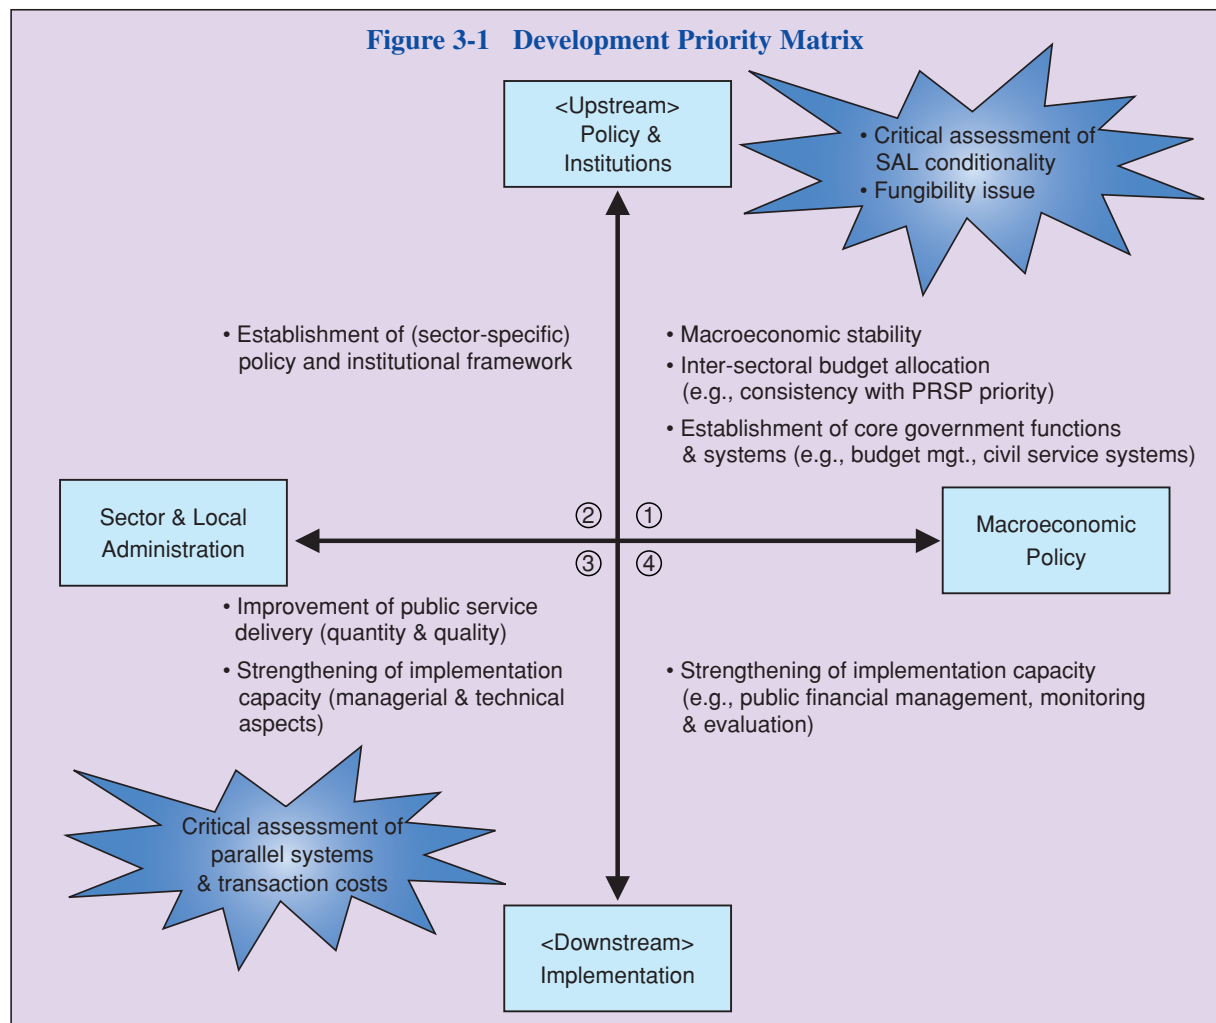 Figure 3-1 Development Priority Matrix
<Upstream>
Policy &
Institutions
• Critical assessment of
SAL conditionality
• Fungibility issue
• Establishment of (sector-specific)
policy and institutional framework
• Macroeconomic stability
• Inter-sectoral budget allocation
(e.g., consistency with PRSP priority)
• Establishment of core government functions
& systems (e.g., budget mgt., civil service systems)
Sector & Local
Administration
② ①
③ ④
Macroeconomic
Policy
• Improvement of public service
delivery (quantity & quality)
• Strengthening of implementation
capacity (managerial & technical
aspects)
• Strengthening of implementation capacity
(e.g., public financial management, monitoring
& evaluation)
Critical assessment of
parallel systems
& transaction costs
<Downstream>
Implementation